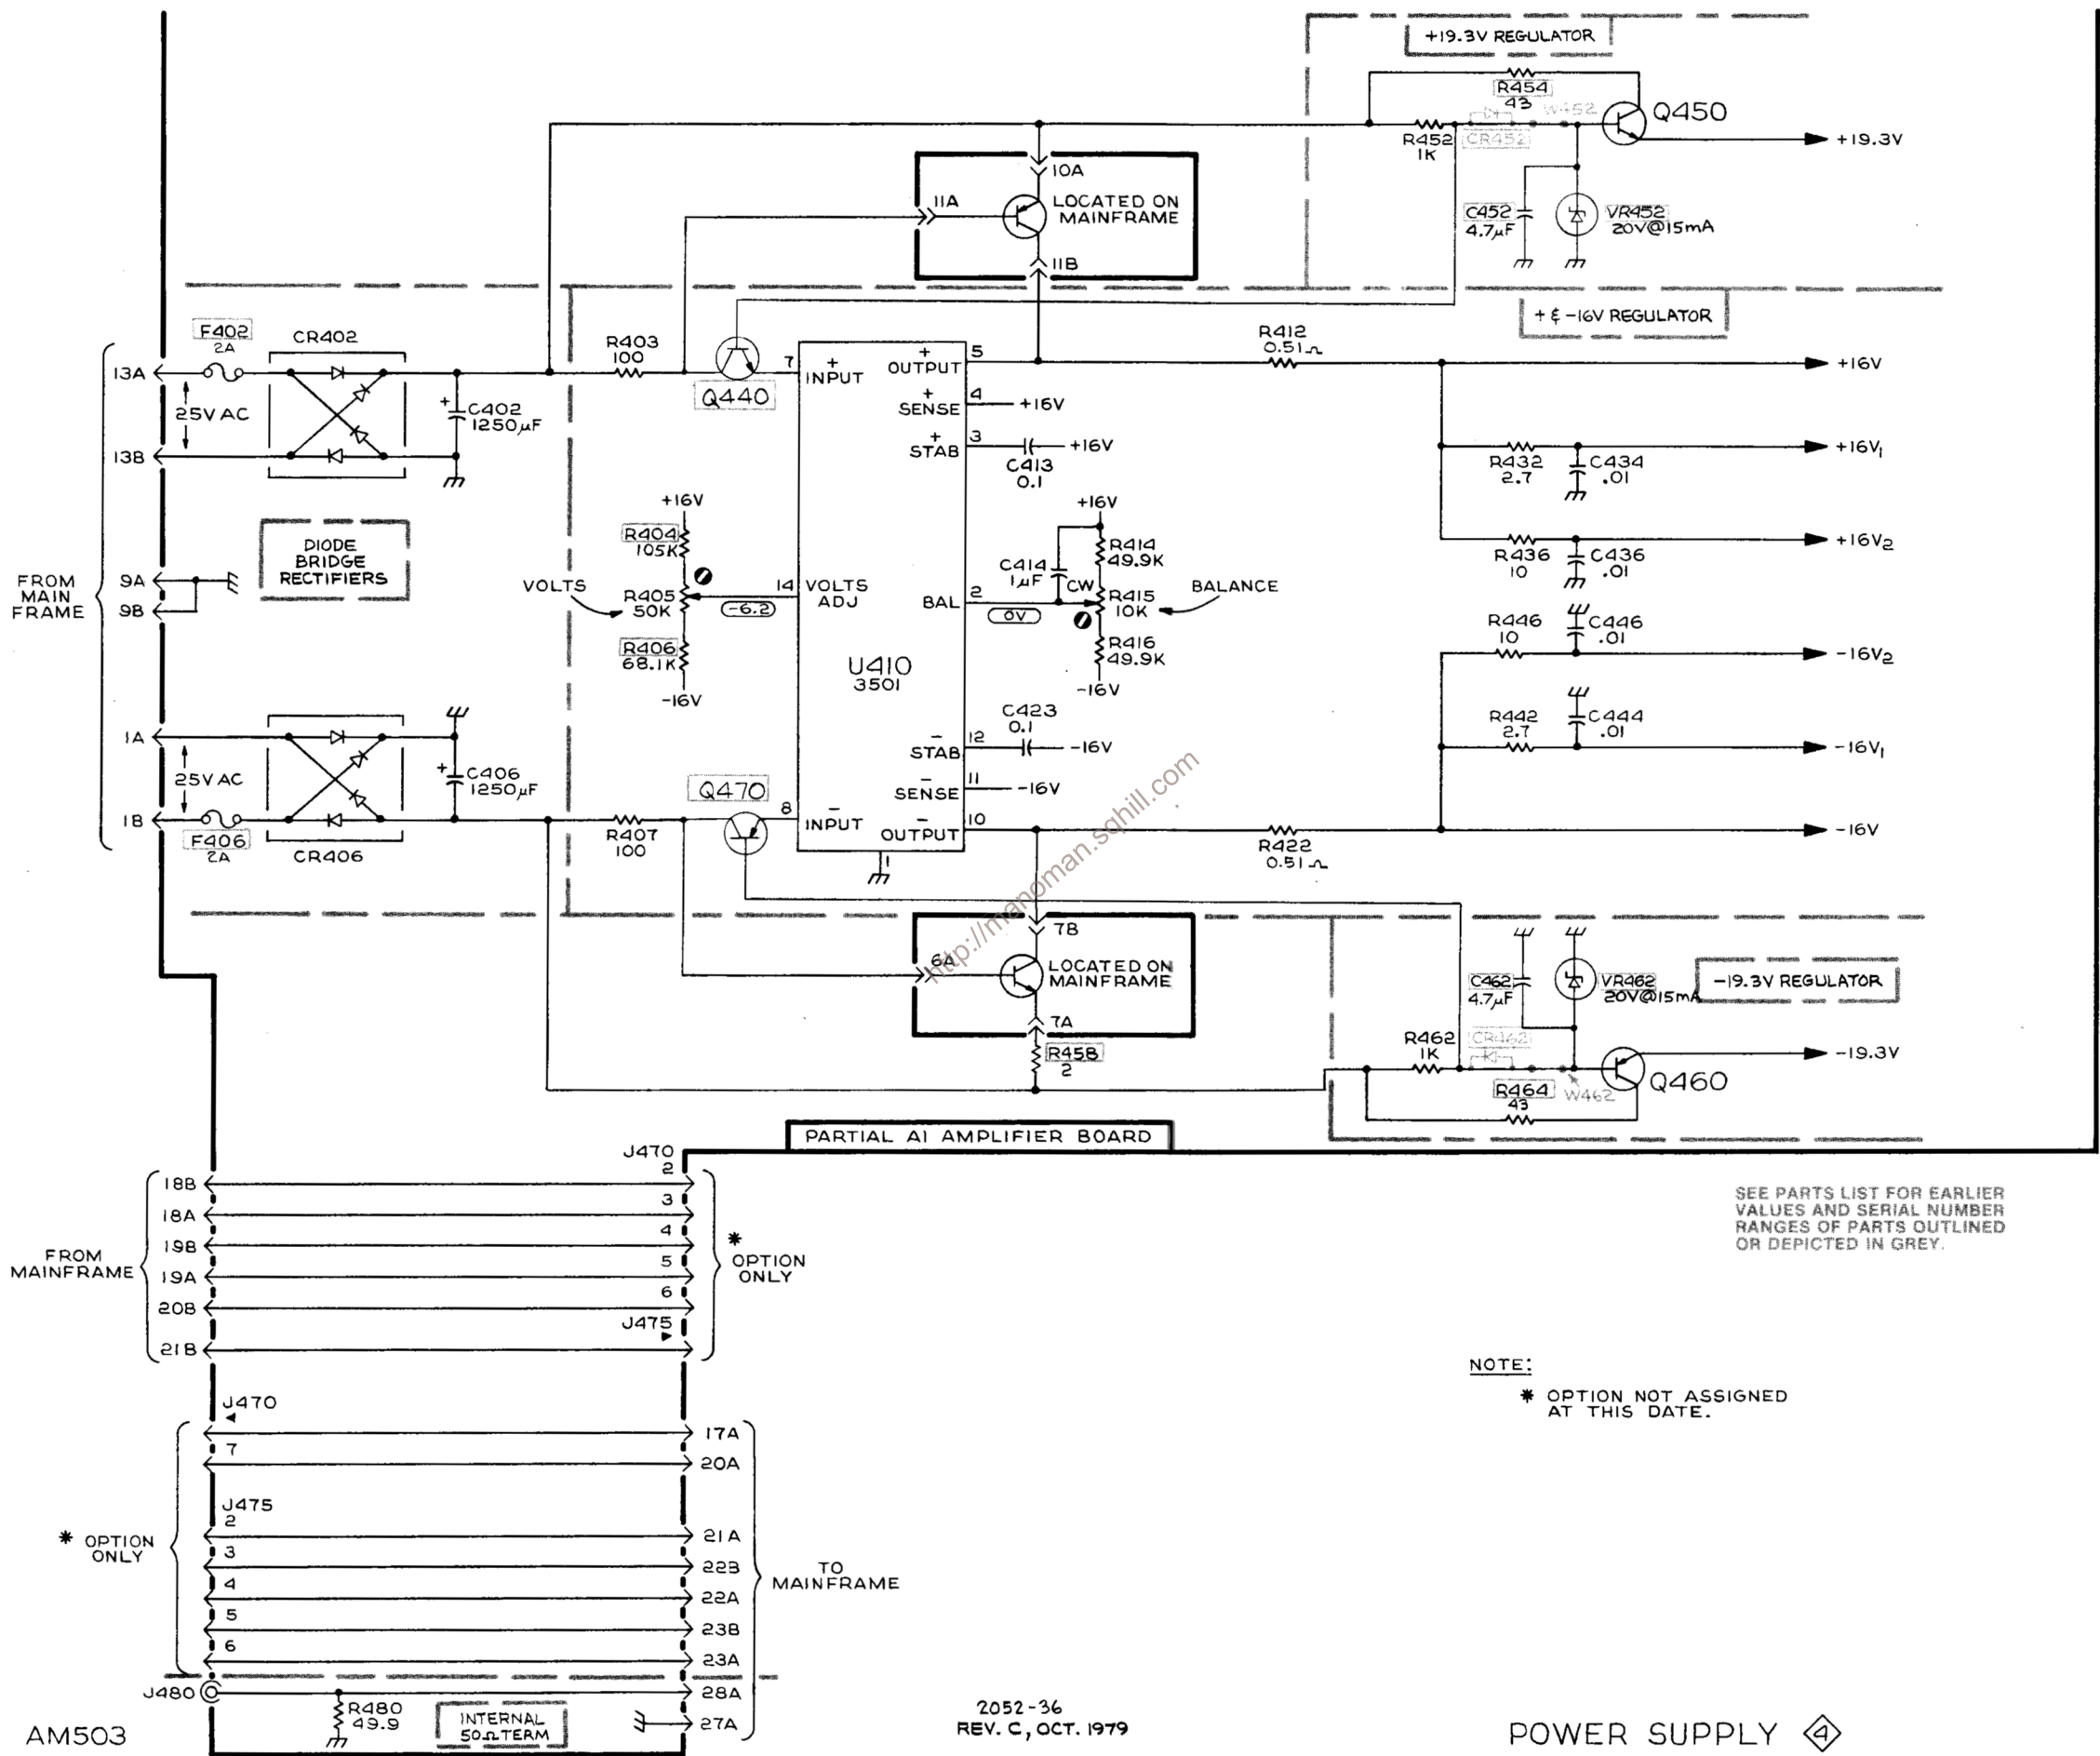 +19.3V REGULATOR
R454
43
W452
Q450
R452
1K
CR452
+19.3V
10A
11A
LOCATED ON
MAINFRAME
11B
C452
4.7µF
VR452
20V@15mA
+ & -16V REGULATOR
F402
2A
CR402
R403
100
R412
0.51Ω
13A
25V AC
13B
+
C402
1250µF
Q440
7
+
INPUT
+
OUTPUT
5
+
SENSE
4
+16V
+
STAB
3
+16V
C413
0.1
+16V
+16V1
R432
2.7
C434
.01
+16V2
R436
10
C436
.01
DIODE
BRIDGE
RECTIFIERS
FROM
MAIN
FRAME
9A
9B
+16V
R404
105K
VOLTS
R405
50K
14
VOLTS
ADJ
-6.2
R406
68.1K
-16V
+16V
R414
49.9K
C414
1µF
CW
BAL
2
0V
R415
10K
BALANCE
R416
49.9K
-16V
U410
3501
R446
10
C446
.01
-16V2
R442
2.7
C444
.01
-16V1
1A
25V AC
1B
F406
2A
CR406
+
C406
1250µF
R407
100
Q470
8
-
INPUT
C423
0.1
-
STAB
12
-16V
-
SENSE
11
-16V
-
OUTPUT
10
1
R422
0.51Ω
-16V
http://manoman.sqhill.com
7B
6A
LOCATED ON
MAINFRAME
7A
R458
2
C462
4.7µF
VR462
20V@15mA
-19.3V REGULATOR
R462
1K
CR462
-19.3V
Q460
R464
43
W462
PARTIAL A1 AMPLIFIER BOARD
J470
FROM
MAINFRAME
18B
2
18A
3
19B
4
19A
5
20B
6
J475
21B
*
OPTION
ONLY
SEE PARTS LIST FOR EARLIER
VALUES AND SERIAL NUMBER
RANGES OF PARTS OUTLINED
OR DEPICTED IN GREY.
NOTE:
* OPTION NOT ASSIGNED
AT THIS DATE.
J470
17A
7
20A
J475
2
21A
* OPTION
ONLY
3
22B
4
22A
5
23B
6
23A
TO
MAINFRAME
J480
28A
R480
49.9
INTERNAL
50Ω TERM
27A
AM503
2052-36
REV. C, OCT. 1979
POWER SUPPLY 4